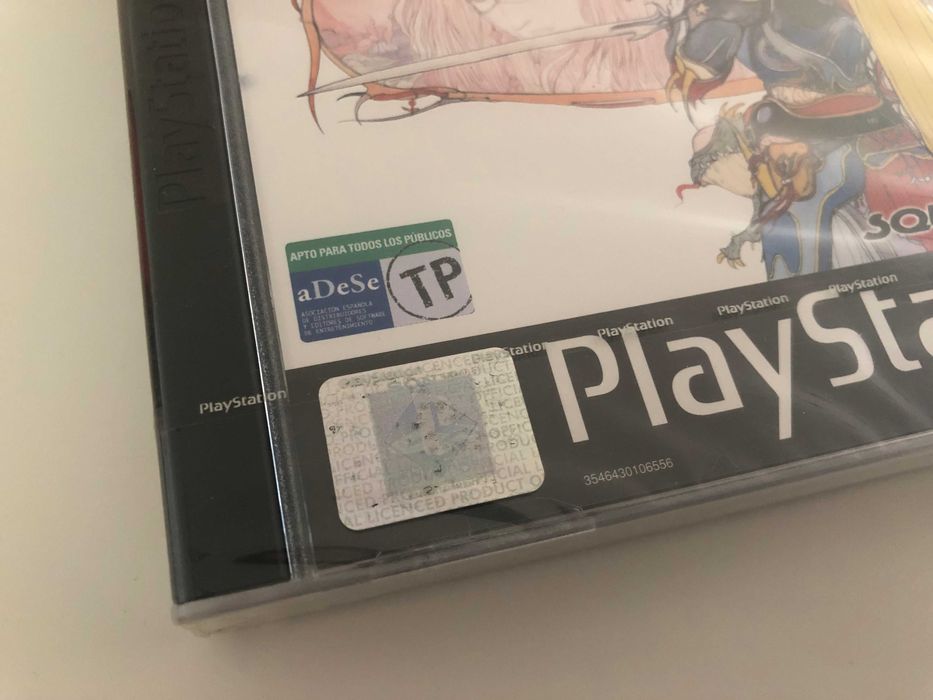 PlayStation
APTO PARA TODOS LOS PÚBLICOS
aDeSe
TP
ASOCIACIÓN ESPAÑOLA
DE DISTRIBUIDORES
Y EDITORES DE SOFTWARE
DE ENTRETENIMIENTO
SQU
PlayStation
PlayStation
PlayStation
PlayStation
PlayStation
PlaySta
3546430106556
LICENCED PRODUCT O